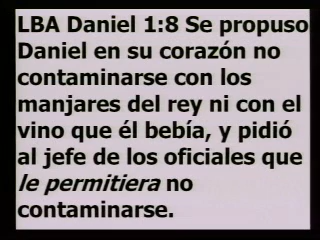 LBA Daniel 1:8 Se propuso
Daniel en su corazón no
contaminarse con los
manjares del rey ni con el
vino que él bebía, y pidió
al jefe de los oficiales que
le permitiera no
contaminarse.